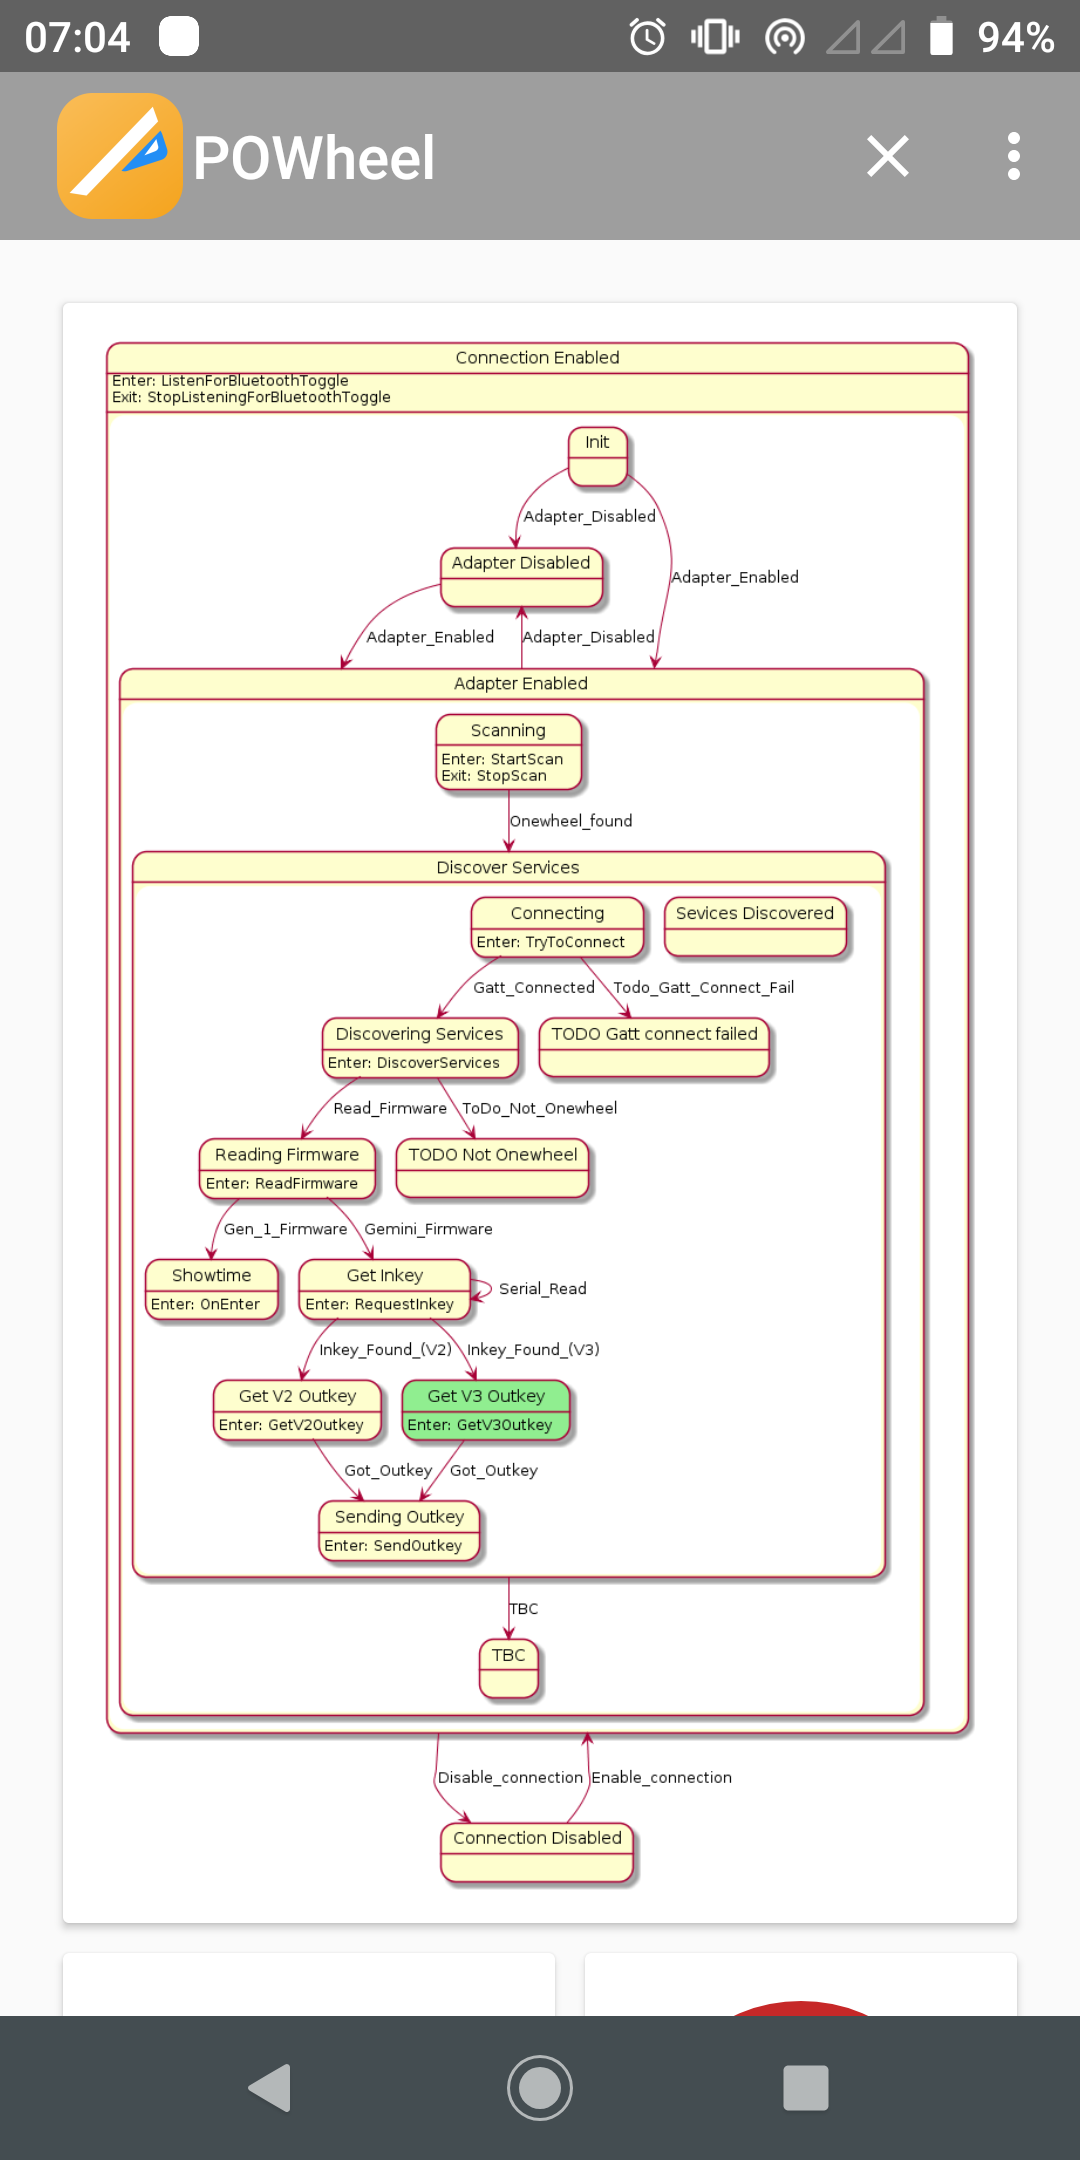 07:04
94%
POWheel
Connection Enabled
Enter: ListenForBluetoothToggle
Exit: StopListeningForBluetoothToggle
Init
Adapter_Disabled
Adapter Disabled
Adapter_Enabled
Adapter_Enabled
Adapter_Disabled
Adapter Enabled
Scanning
Enter: StartScan
Exit: StopScan
Onewheel_found
Discover Services
Connecting
Enter: TryToConnect
Sevices Discovered
Gatt_Connected
Todo_Gatt_Connect_Fail
Discovering Services
Enter: DiscoverServices
TODO Gatt connect failed
Read_Firmware
ToDo_Not_Onewheel
Reading Firmware
Enter: ReadFirmware
TODO Not Onewheel
Gen_1_Firmware
Gemini_Firmware
Showtime
Enter: OnEnter
Get Inkey
Enter: RequestInkey
Serial_Read
Inkey_Found_(V2)
Inkey_Found_(V3)
Get V2 Outkey
Enter: GetV2Outkey
Get V3 Outkey
Enter: GetV3Outkey
Got_Outkey
Got_Outkey
Sending Outkey
Enter: SendOutkey
TBC
TBC
Disable_connection
Enable_connection
Connection Disabled